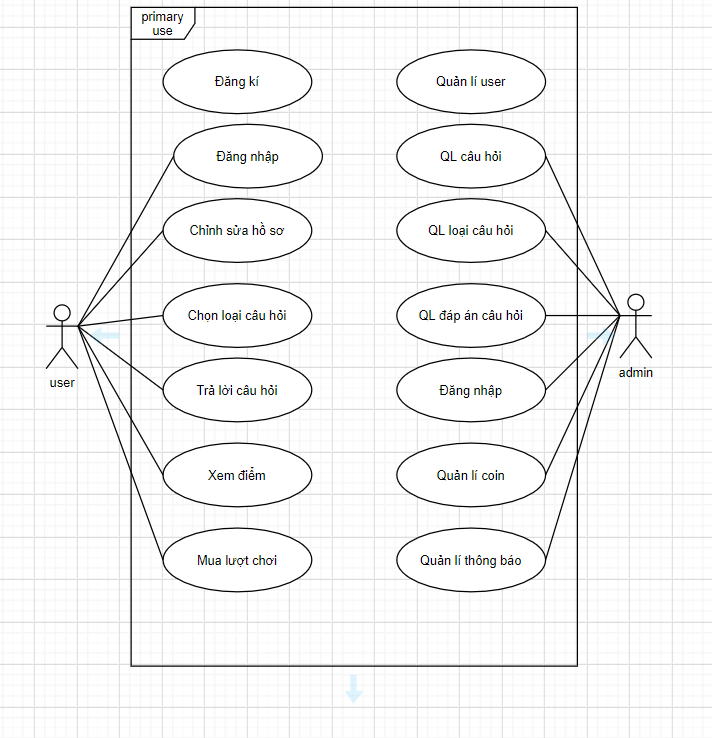 primary
use
Đăng kí
Quản lí user
Đăng nhập
QL câu hỏi
Chỉnh sửa hồ sơ
QL loại câu hỏi
Chọn loại câu hỏi
QL đáp án câu hỏi
user
admin
Trả lời câu hỏi
Đăng nhập
Xem điểm
Quản lí coin
Mua lượt chơi
Quản lí thông báo